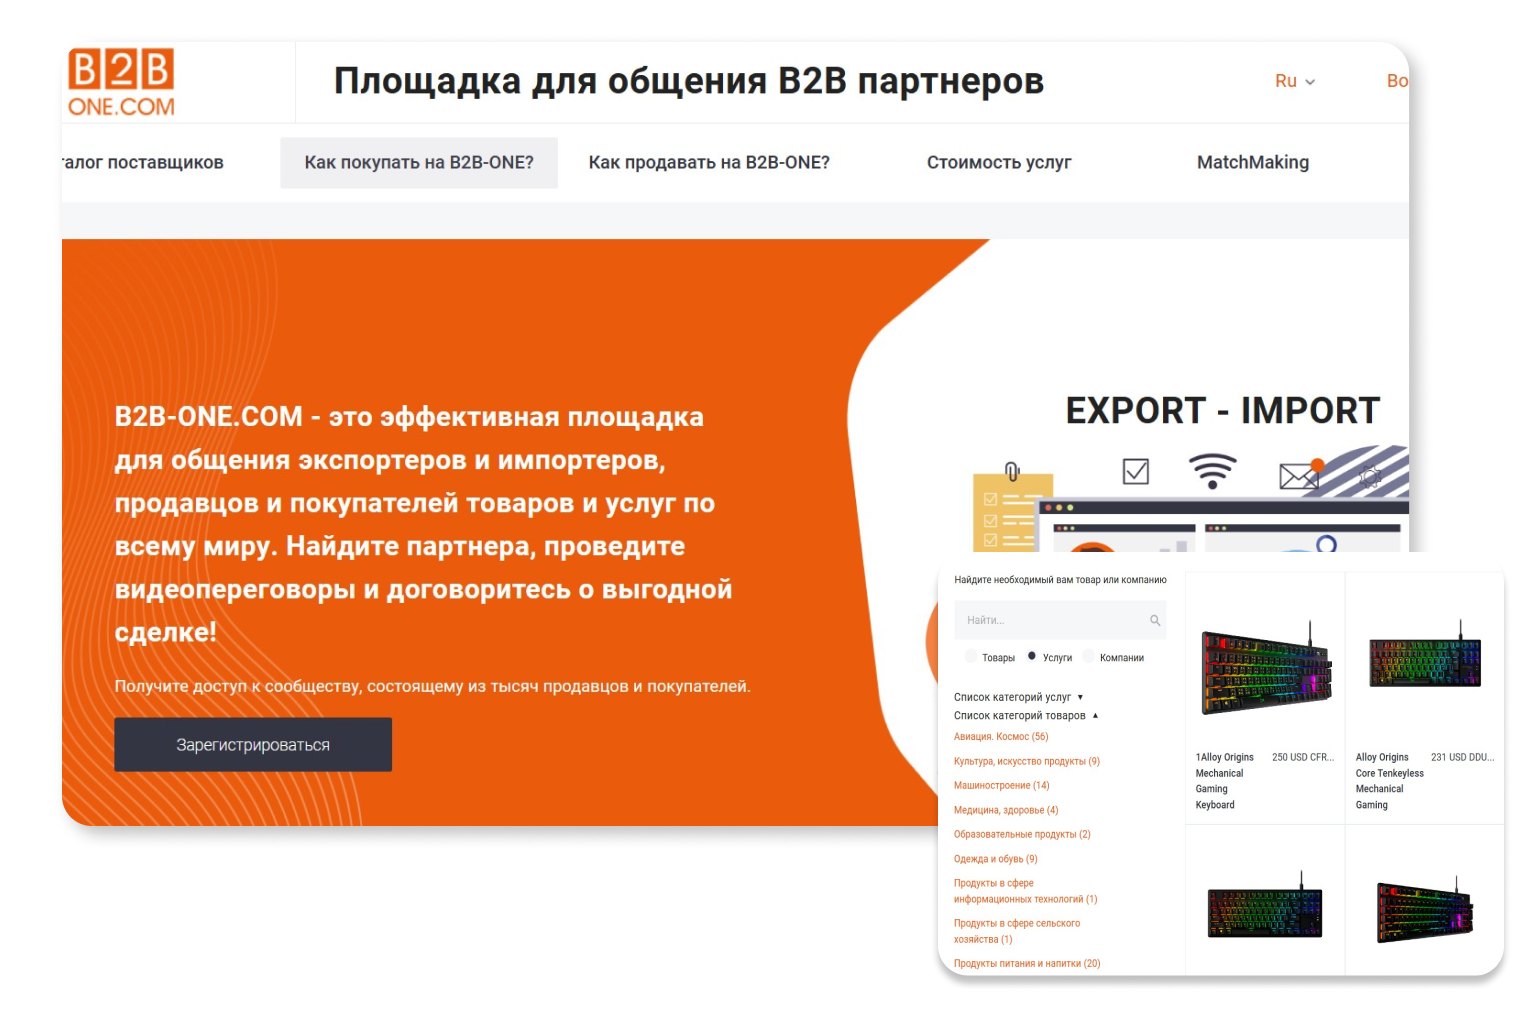 B2B
ONE.COM
Площадка для общения B2B партнеров
Ru
Во
талог поставщиков
Как покупать на B2B-ONE?
Как продавать на B2B-ONE?
Стоимость услуг
MatchMaking
B2B-ONE.COM - это эффективная площадка
для общения экспортеров и импортеров,
продавцов и покупателей товаров и услуг по
всему миру. Найдите партнера, проведите
видеопереговоры и договоритесь о выгодной
сделке!
Получите доступ к сообществу, состоящему из тысяч продавцов и покупателей.
Зарегистрироваться
EXPORT - IMPORT
Найдите необходимый вам товар или компанию
Найти...
Товары
Услуги
Компании
Список категорий услуг
Список категорий товаров
Авиация. Космос (56)
Культура, искусство продукты (9)
Машиностроение (14)
Медицина, здоровье (4)
Образовательные продукты (2)
Одежда и обувь (9)
Продукты в сфере
информационных технологий (1)
Продукты в сфере сельского
хозяйства (1)
Продукты питания и напитки (20)
1Alloy Origins
Mechanical
Gaming
Keyboard
250 USD CFR...
Alloy Origins
Core Tenkeyless
Mechanical
Gaming
231 USD DDU...